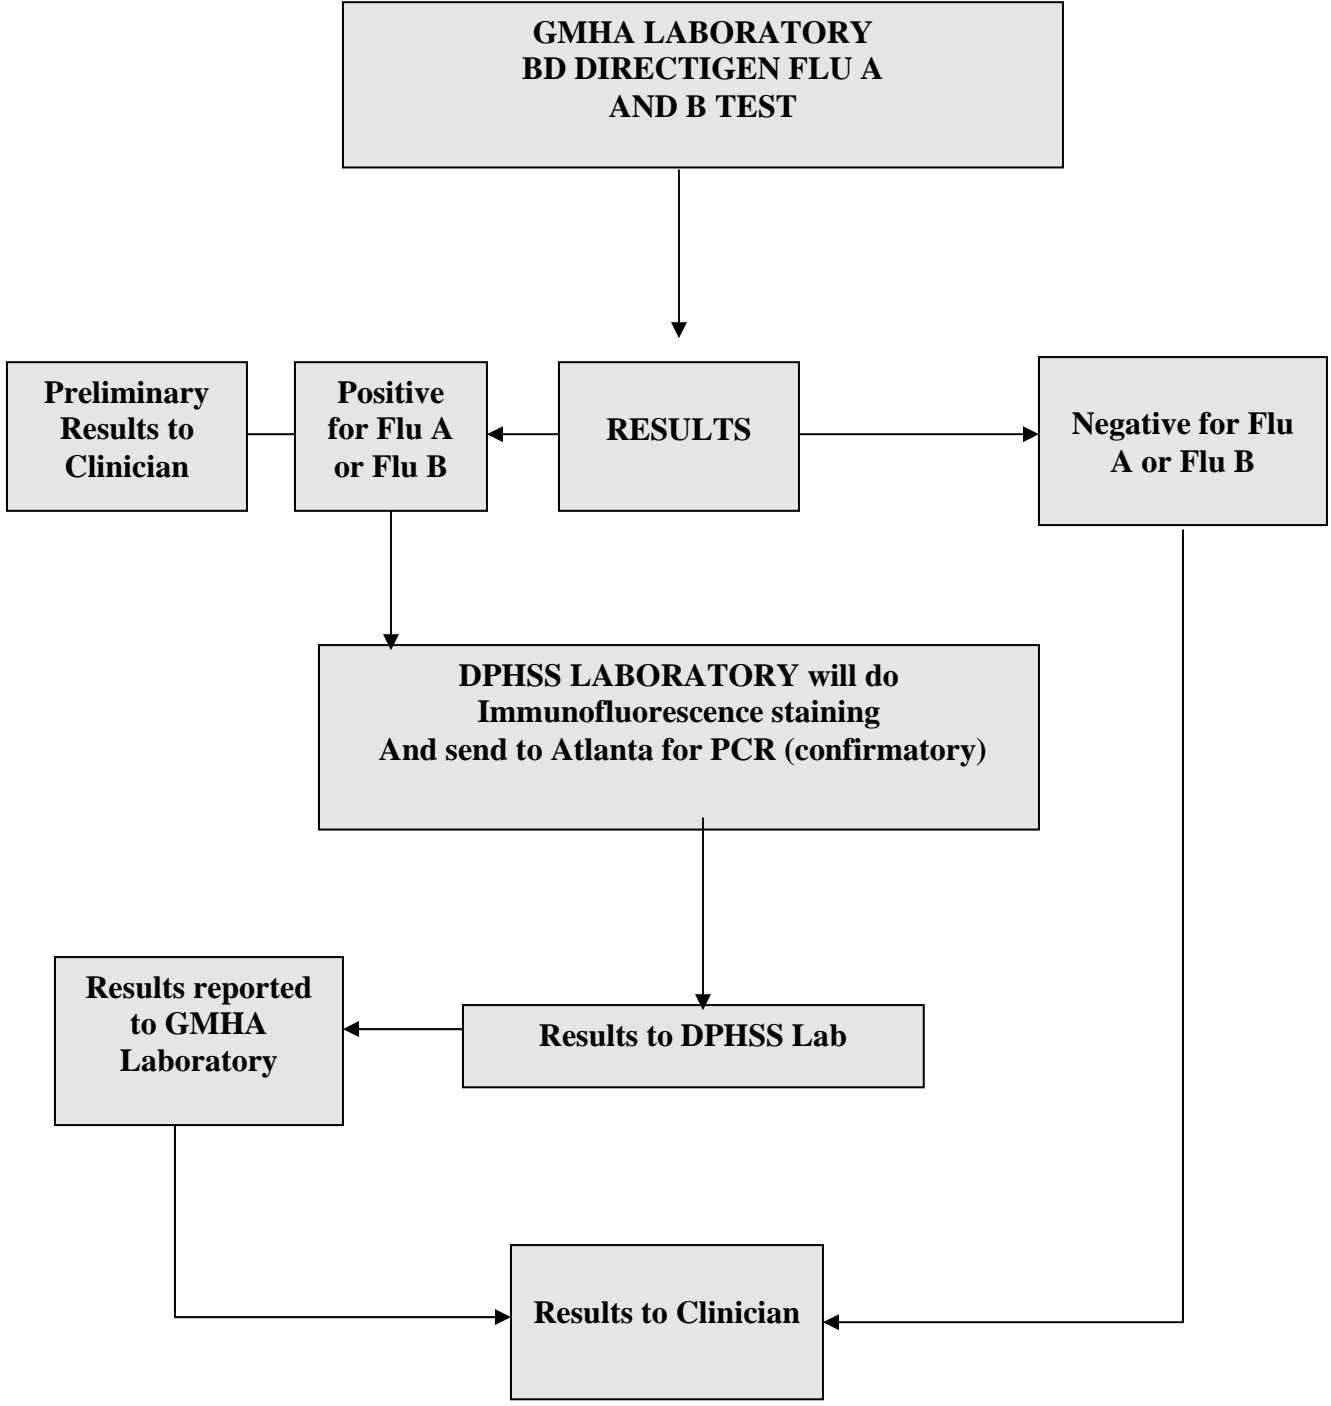 GMHA LABORATORY
BD DIRECTIGEN FLU A
AND B TEST
Preliminary
Results to
Clinician
Positive
for Flu A
or Flu B
RESULTS
Negative for Flu
A or Flu B
DPHSS LABORATORY will do
Immunofluorescence staining
And send to Atlanta for PCR (confirmatory)
Results reported
to GMHA
Laboratory
Results to DPHSS Lab
Results to Clinician